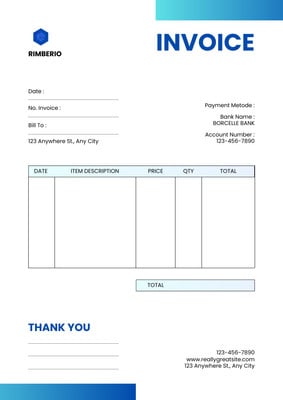 RIMBERIO
INVOICE
Date :
No. Invoice :
Bill To :
123 Anywhere St., Any City
Payment Metode :
Bank Name :
BORCELLE BANK
Account Number :
123-456-7890
DATE ITEM DESCRIPTION PRICE QTY TOTAL
TOTAL
THANK YOU
123-456-7890
www.reallygreatsite.com
123 Anywhere St., Any City